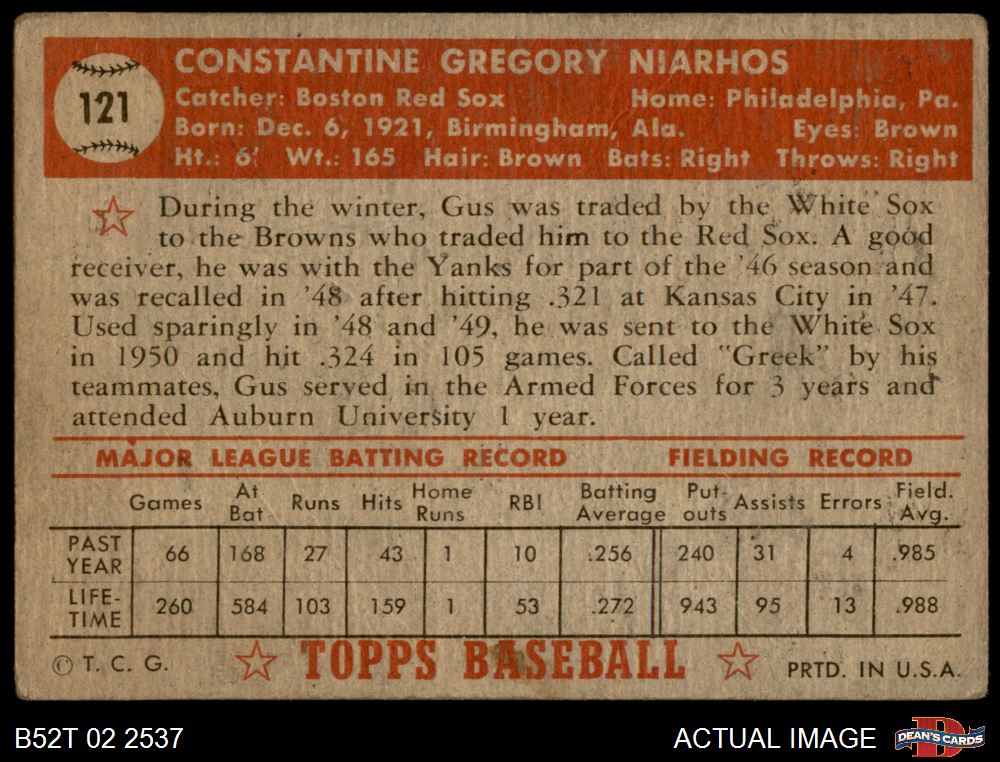 CONSTANTINE GREGORY NIARHOS
121
Catcher: Boston Red Sox Home: Philadelphia, Pa.
Born: Dec. 6, 1921, Birmingham, Ala. Eyes: Brown
Ht.: 6' Wt.: 165 Hair: Brown Bats: Right Throws: Right
During the winter, Gus was traded by the White Sox
to the Browns who traded him to the Red Sox. A good
receiver, he was with the Yanks for part of the '46 season and
was recalled in '48 after hitting .321 at Kansas City in '47.
Used sparingly in '48 and '49, he was sent to the White Sox
in 1950 and hit .324 in 105 games. Called "Greek" by his
teammates, Gus served in the Armed Forces for 3 years and
attended Auburn University 1 year.
MAJOR LEAGUE BATTING RECORD FIELDING RECORD
Games At Bat Runs Hits Home Runs RBI Batting Average Put-outs Assists Errors Field. Avg.
PAST YEAR 66 168 27 43 1 10 .256 240 31 4 .985
LIFE-TIME 260 584 103 159 1 53 .272 943 95 13 .988
© T. C. G. TOPPS BASEBALL PRTD. IN U.S.A.
B52T 02 2537 ACTUAL IMAGE DEAN'S CARDS